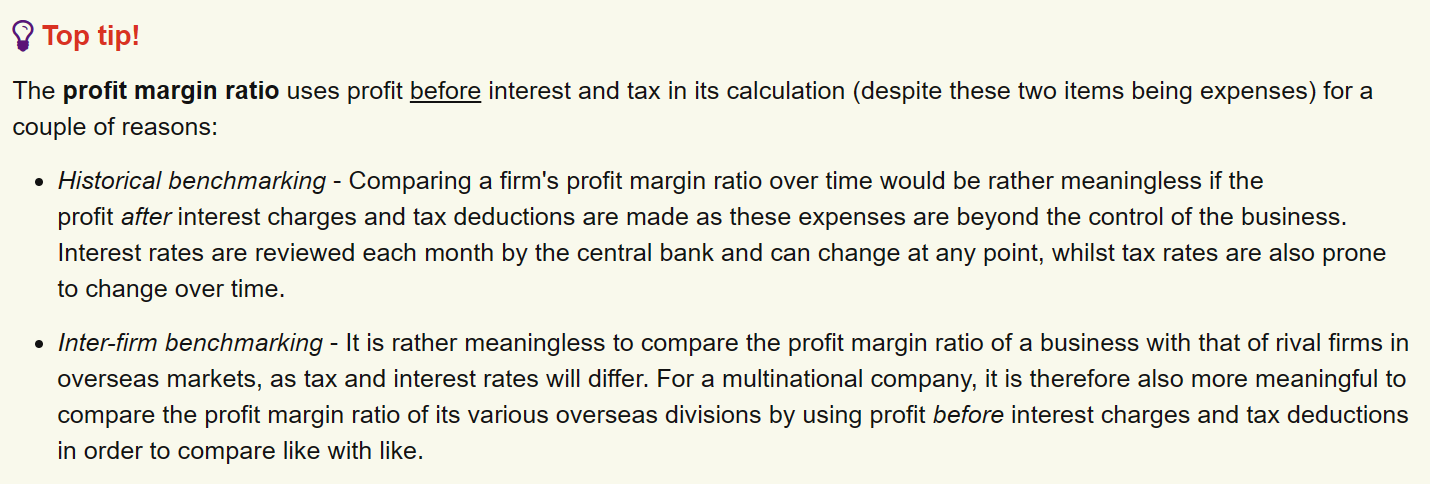 Top tip!
The profit margin ratio uses profit before interest and tax in its calculation (despite these two items being expenses) for a
couple of reasons:
• Historical benchmarking - Comparing a firm's profit margin ratio over time would be rather meaningless if the
profit after interest charges and tax deductions are made as these expenses are beyond the control of the business.
Interest rates are reviewed each month by the central bank and can change at any point, whilst tax rates are also prone
to change over time.
• Inter-firm benchmarking - It is rather meaningless to compare the profit margin ratio of a business with that of rival firms in
overseas markets, as tax and interest rates will differ. For a multinational company, it is therefore also more meaningful to
compare the profit margin ratio of its various overseas divisions by using profit before interest charges and tax deductions
in order to compare like with like.